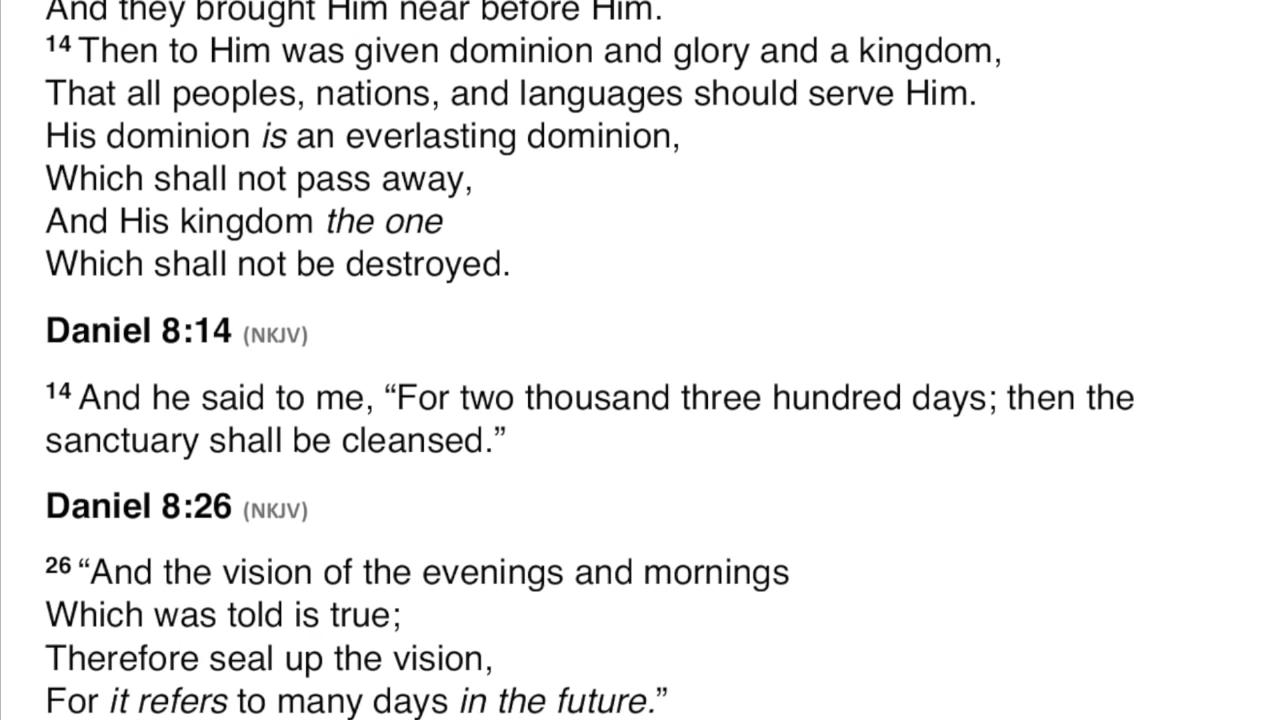 And they brought Him near before Him.
14 Then to Him was given dominion and glory and a kingdom,
That all peoples, nations, and languages should serve Him.
His dominion is an everlasting dominion,
Which shall not pass away,
And His kingdom the one
Which shall not be destroyed.
Daniel 8:14 (NKJV)
14 And he said to me, “For two thousand three hundred days; then the
sanctuary shall be cleansed.”
Daniel 8:26 (NKJV)
26 “And the vision of the evenings and mornings
Which was told is true;
Therefore seal up the vision,
For it refers to many days in the future.”